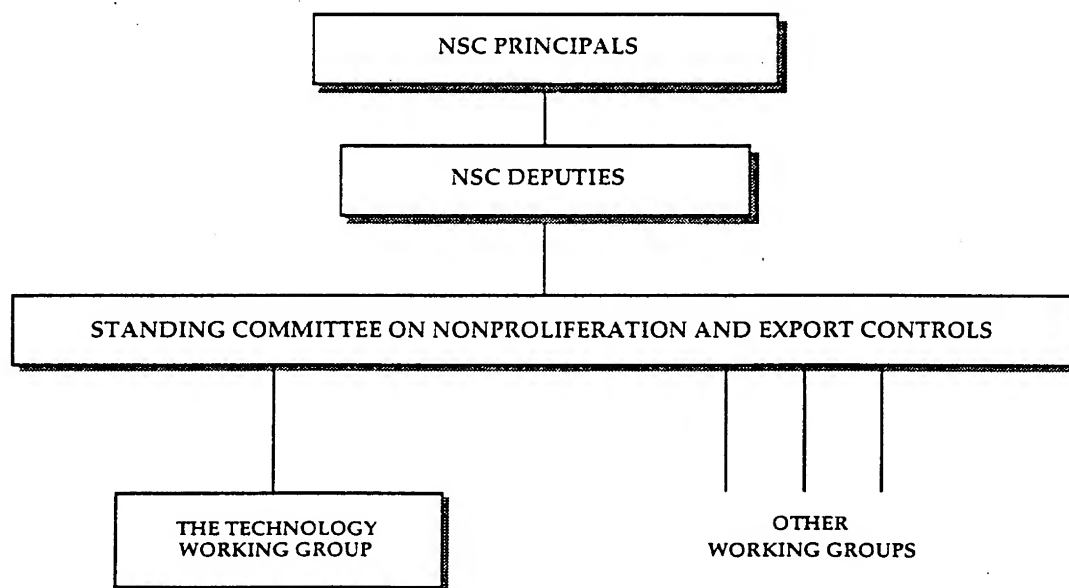 NSC PRINCIPALS
NSC DEPUTIES
STANDING COMMITTEE ON NONPROLIFERATION AND EXPORT CONTROLS
THE TECHNOLOGY
WORKING GROUP
OTHER
WORKING GROUPS